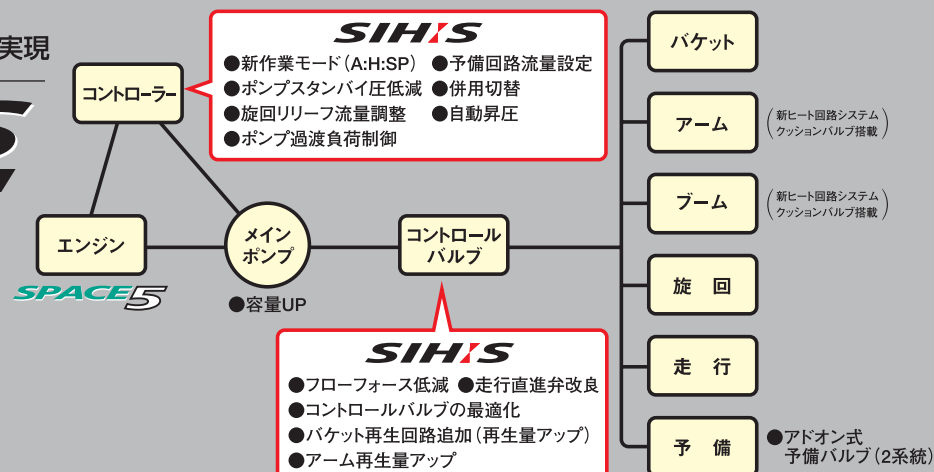 実現
SIH:S
●新作業モード(A:H:SP) ●予備回路流量設定
●ポンプスタンバイ圧低減 ●併用切替
●旋回リリーフ流量調整 ●自動昇圧
●ポンプ過渡負荷制御
コントローラー
エンジン
SPACE5
メイン
ポンプ
●容量UP
コントロール
バルブ
SIH:S
●フローフォース低減 ●走行直進弁改良
●コントロールバルブの最適化
●バケット再生回路追加(再生量アップ)
●アーム再生量アップ
バケット
アーム
(新ヒート回路システム
クッションバルブ搭載)
ブーム
(新ヒート回路システム
クッションバルブ搭載)
旋 回
走 行
予 備
●アドオン式
予備バルブ(2系統)